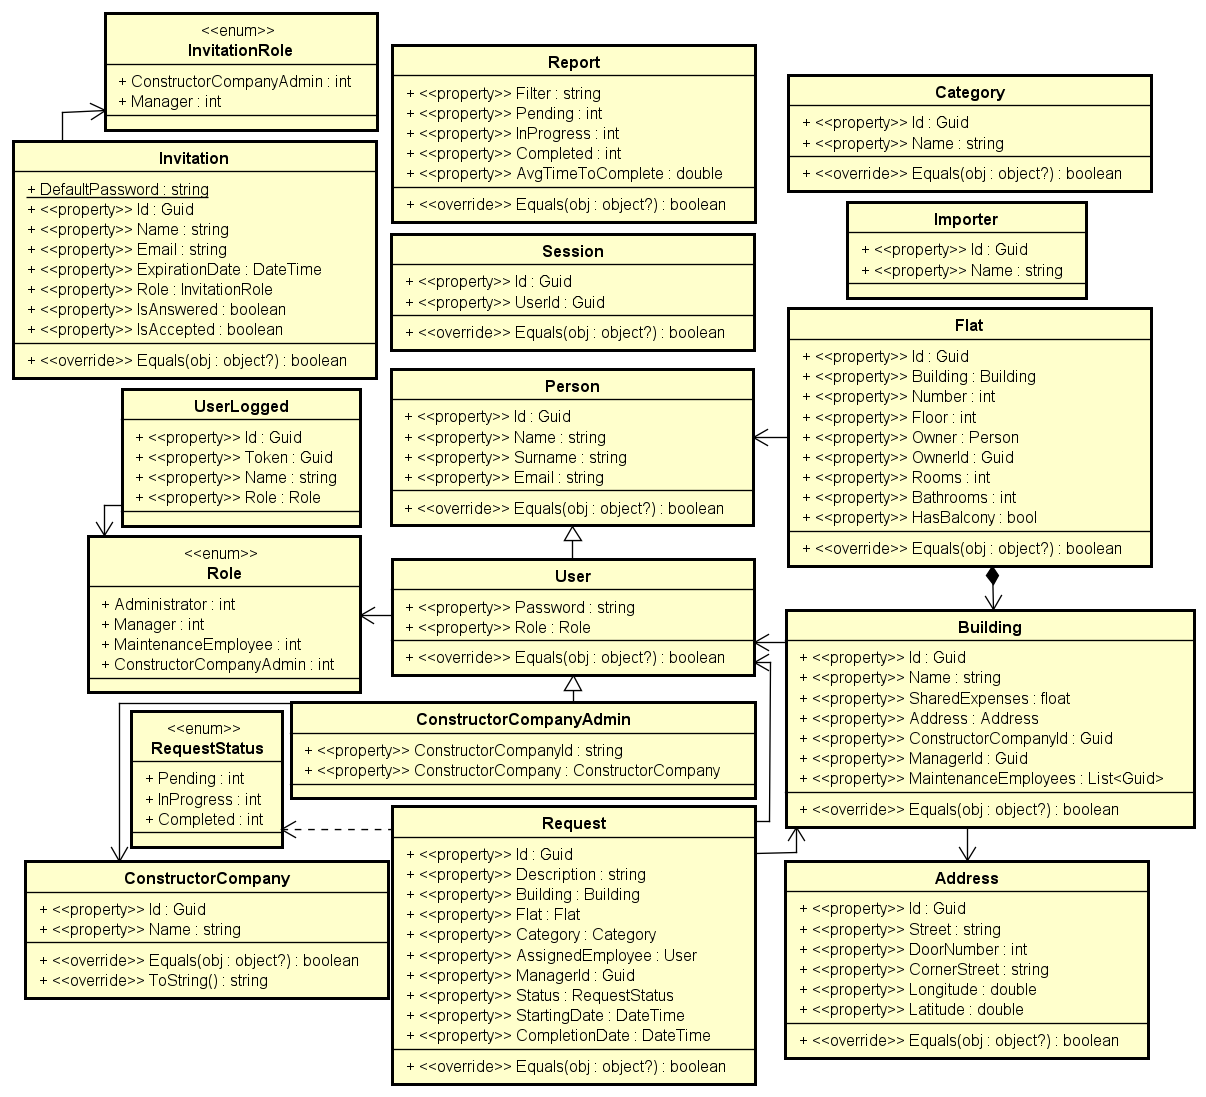 <<enum>>
InvitationRole
+ ConstructorCompanyAdmin : int
+ Manager : int
Invitation
+ DefaultPassword : string
+ <<property>> Id : Guid
+ <<property>> Name : string
+ <<property>> Email : string
+ <<property>> ExpirationDate : DateTime
+ <<property>> Role : InvitationRole
+ <<property>> IsAnswered : boolean
+ <<property>> IsAccepted : boolean
+ <<override>> Equals(obj : object?) : boolean
UserLogged
+ <<property>> Id : Guid
+ <<property>> Token : Guid
+ <<property>> Name : string
+ <<property>> Role : Role
<<enum>>
Role
+ Administrator : int
+ Manager : int
+ MaintenanceEmployee : int
+ ConstructorCompanyAdmin : int
<<enum>>
RequestStatus
+ Pending : int
+ InProgress : int
+ Completed : int
ConstructorCompany
+ <<property>> Id : Guid
+ <<property>> Name : string
+ <<override>> Equals(obj : object?) : boolean
+ <<override>> ToString() : string
Report
+ <<property>> Filter : string
+ <<property>> Pending : int
+ <<property>> InProgress : int
+ <<property>> Completed : int
+ <<property>> AvgTimeToComplete : double
+ <<override>> Equals(obj : object?) : boolean
Session
+ <<property>> Id : Guid
+ <<property>> UserId : Guid
+ <<override>> Equals(obj : object?) : boolean
Person
+ <<property>> Id : Guid
+ <<property>> Name : string
+ <<property>> Surname : string
+ <<property>> Email : string
+ <<override>> Equals(obj : object?) : boolean
User
+ <<property>> Password : string
+ <<property>> Role : Role
+ <<override>> Equals(obj : object?) : boolean
ConstructorCompanyAdmin
+ <<property>> ConstructorCompanyId : string
+ <<property>> ConstructorCompany : ConstructorCompany
Request
+ <<property>> Id : Guid
+ <<property>> Description : string
+ <<property>> Building : Building
+ <<property>> Flat : Flat
+ <<property>> Category : Category
+ <<property>> AssignedEmployee : User
+ <<property>> ManagerId : Guid
+ <<property>> Status : RequestStatus
+ <<property>> StartingDate : DateTime
+ <<property>> CompletionDate : DateTime
+ <<override>> Equals(obj : object?) : boolean
Category
+ <<property>> Id : Guid
+ <<property>> Name : string
+ <<override>> Equals(obj : object?) : boolean
Importer
+ <<property>> Id : Guid
+ <<property>> Name : string
Flat
+ <<property>> Id : Guid
+ <<property>> Building : Building
+ <<property>> Number : int
+ <<property>> Floor : int
+ <<property>> Owner : Person
+ <<property>> OwnerId : Guid
+ <<property>> Rooms : int
+ <<property>> Bathrooms : int
+ <<property>> HasBalcony : bool
+ <<override>> Equals(obj : object?) : boolean
Building
+ <<property>> Id : Guid
+ <<property>> Name : string
+ <<property>> SharedExpenses : float
+ <<property>> Address : Address
+ <<property>> ConstructorCompanyId : Guid
+ <<property>> ManagerId : Guid
+ <<property>> MaintenanceEmployees : List<Guid>
+ <<override>> Equals(obj : object?) : boolean
Address
+ <<property>> Id : Guid
+ <<property>> Street : string
+ <<property>> DoorNumber : int
+ <<property>> CornerStreet : string
+ <<property>> Longitude : double
+ <<property>> Latitude : double
+ <<override>> Equals(obj : object?) : boolean